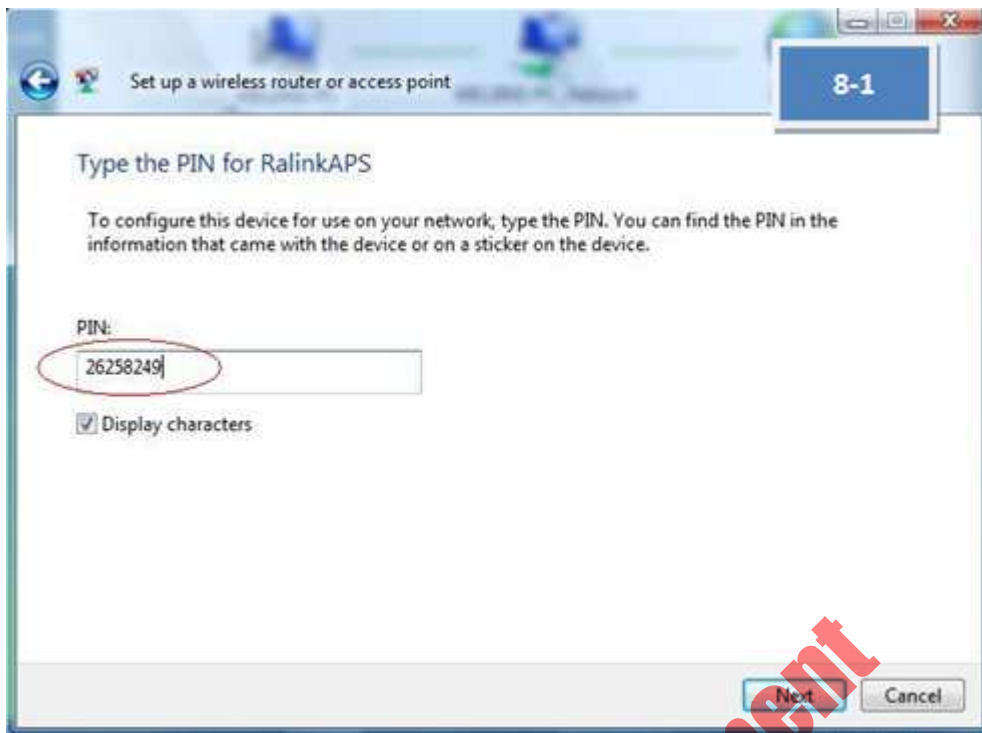 Set up a wireless router or access point
8-1
Type the PIN for RalinkAPS
To configure this device for use on your network, type the PIN. You can find the PIN in the
information that came with the device or on a sticker on the device.
PIN:
26258249
Display characters
Next Cancel